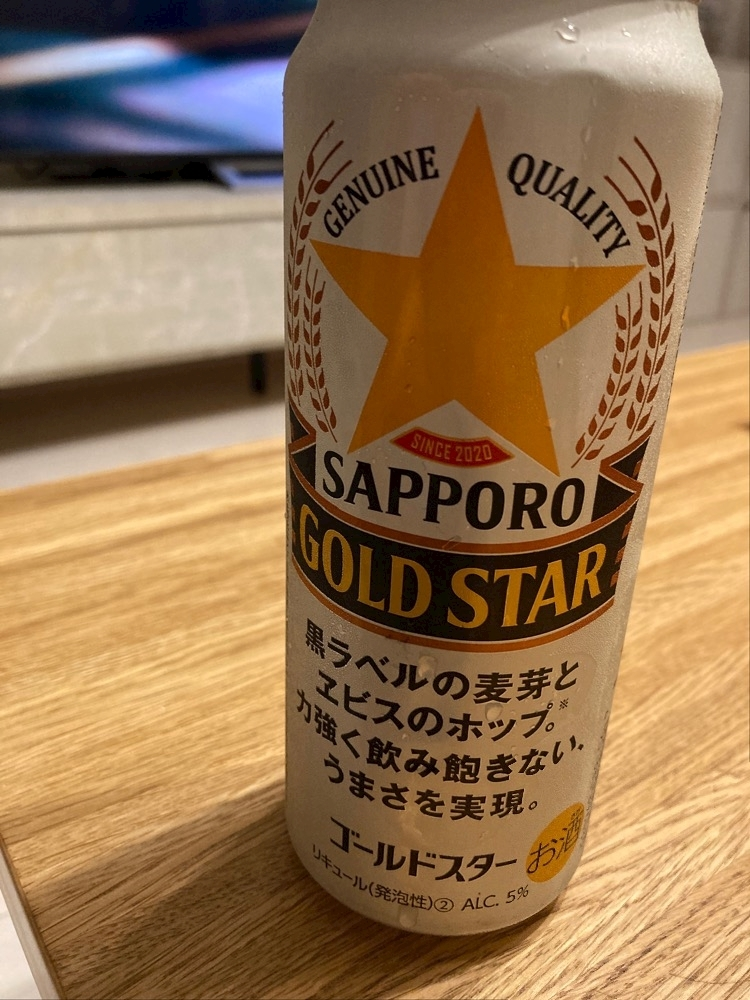 GENUINE QUALITY
SINCE 2020
SAPPORO
GOLD STAR
黒ラベルの麦芽と
ヱビスのホップ。※
力強く飲み飽きない、
うまさを実現。
ゴールドスター
お酒
リキュール(発泡性)② ALC. 5%